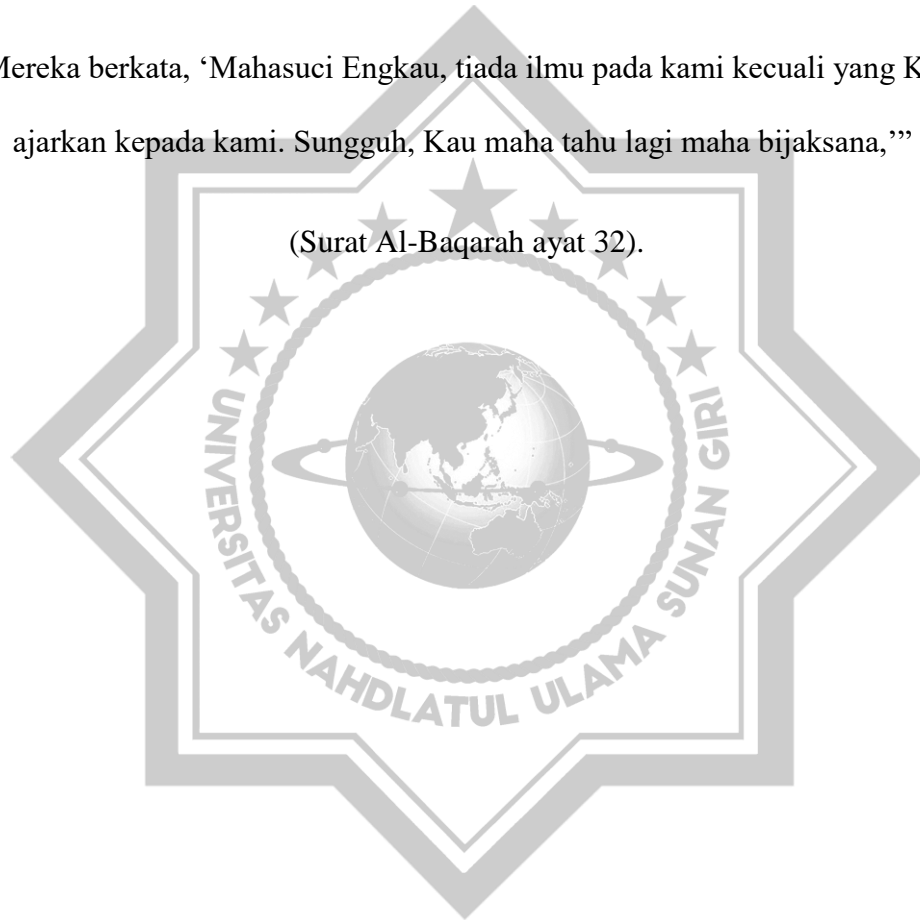 Mereka berkata, ‘Mahasuci Engkau, tiada ilmu pada kami kecuali yang K
ajarkan kepada kami. Sungguh, Kau maha tahu lagi maha bijaksana,’”
(Surat Al-Baqarah ayat 32).
UNIVERSITAS NAHDLATUL ULAMA SUNAN GIRI